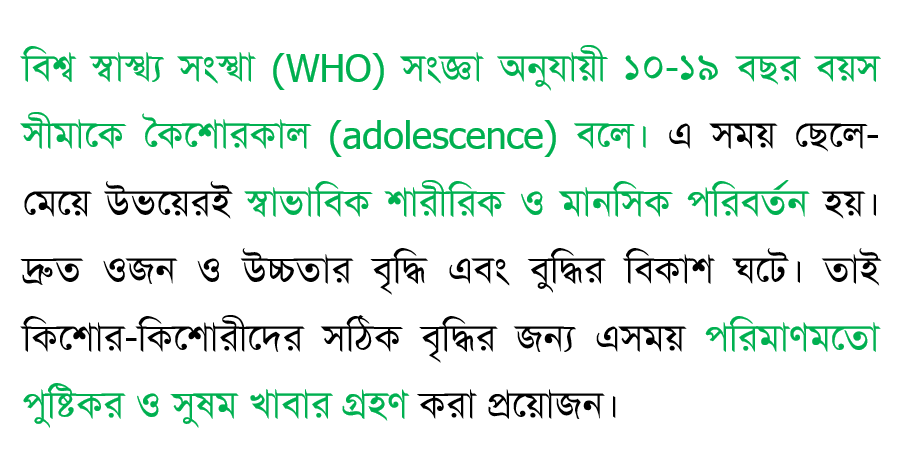 বিশ্ব স্বাস্থ্য সংস্থা (WHO) সংজ্ঞা অনুযায়ী ১০-১৯ বছর বয়স
সীমাকে কৈশোরকাল (adolescence) বলে। এ সময় ছেলে-
মেয়ে উভয়েরই স্বাভাবিক শারীরিক ও মানসিক পরিবর্তন হয়।
দ্রুত ওজন ও উচ্চতার বৃদ্ধি এবং বুদ্ধির বিকাশ ঘটে। তাই
কিশোর-কিশোরীদের সঠিক বৃদ্ধির জন্য এসময় পরিমাণমতো
পুষ্টিকর ও সুষম খাবার গ্রহণ করা প্রয়োজন।